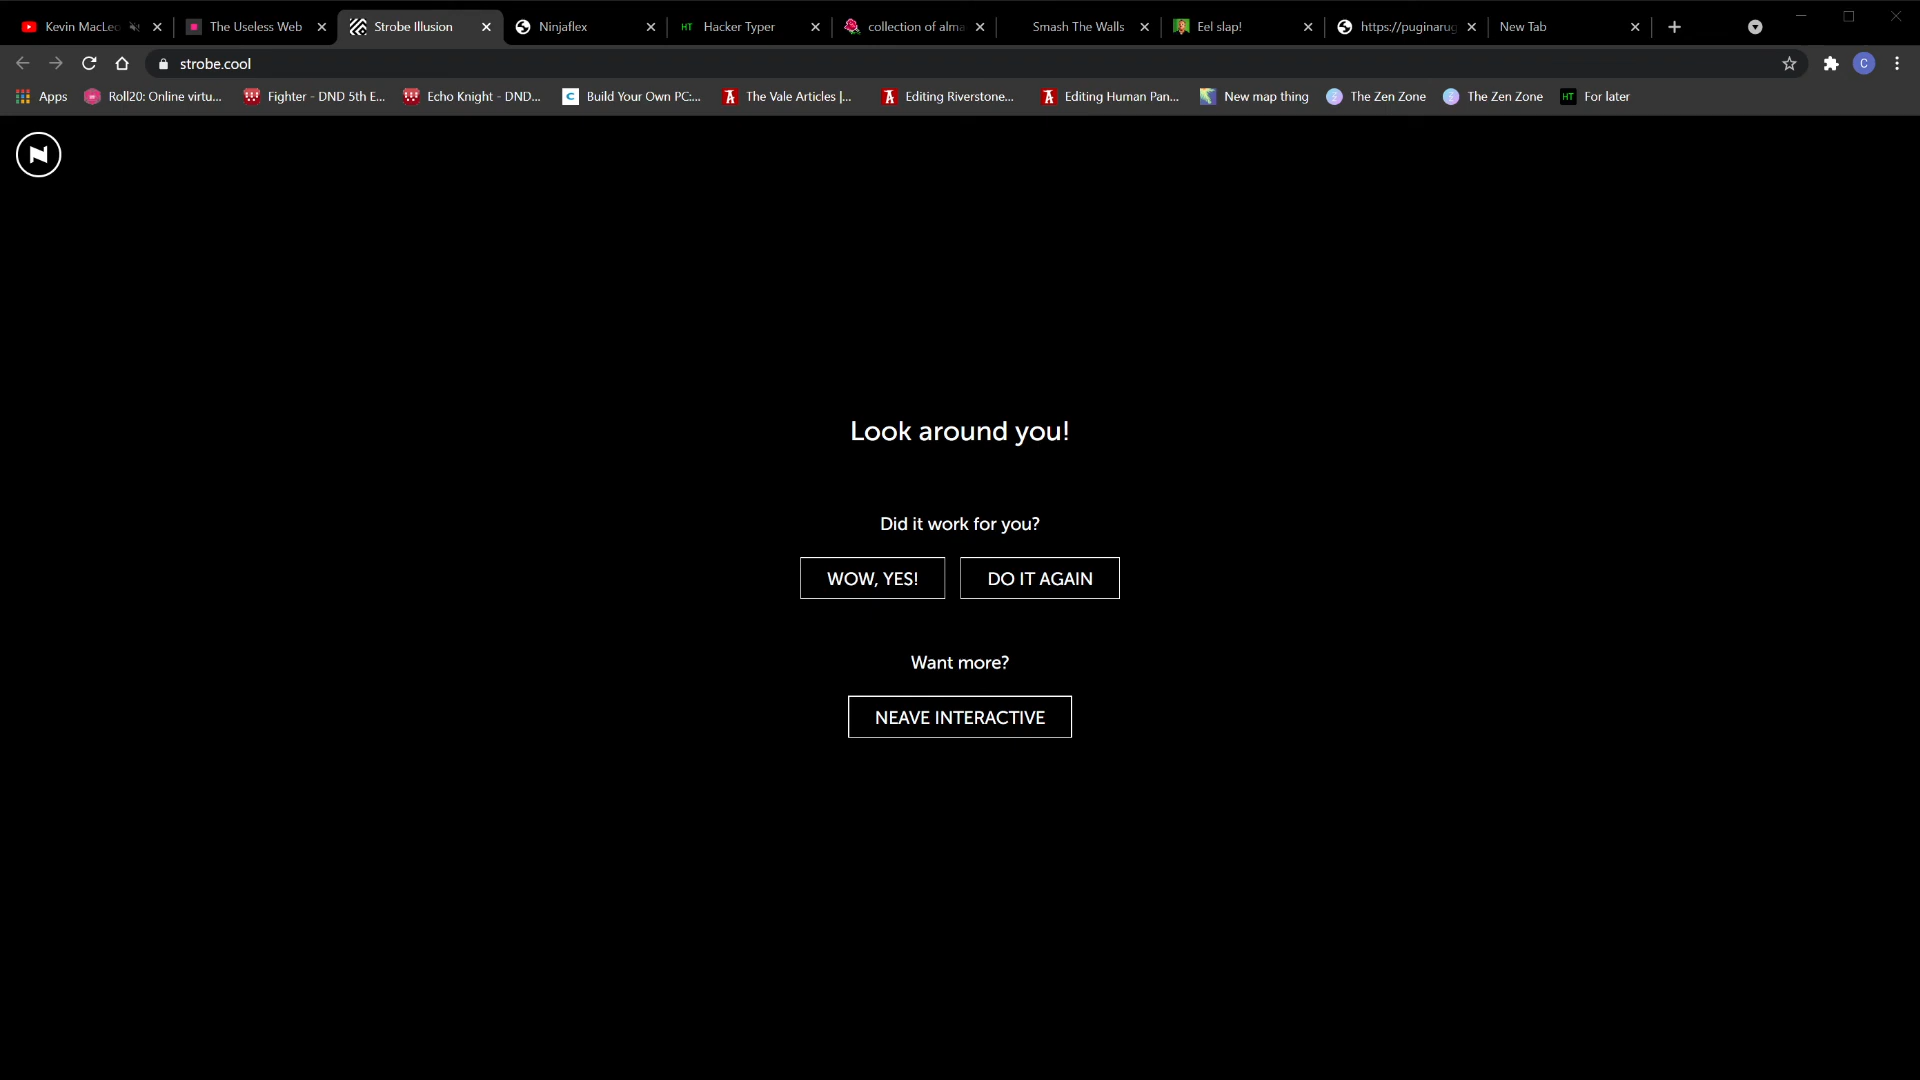 Kevin MacLeo
The Useless Web
Strobe Illusion
Ninjaflex
HT Hacker Typer
collection of alma
Smash The Walls
Eel slap!
https://puginarug
New Tab
strobe.cool
C
Apps
Roll20: Online virtu...
Fighter - DND 5th E...
Echo Knight - DND...
C Build Your Own PC:...
The Vale Articles |...
Editing Riverstone...
Editing Human Pan...
New map thing
The Zen Zone
The Zen Zone
HT For later
N
Look around you!
Did it work for you?
WOW, YES! DO IT AGAIN
Want more?
NEAVE INTERACTIVE